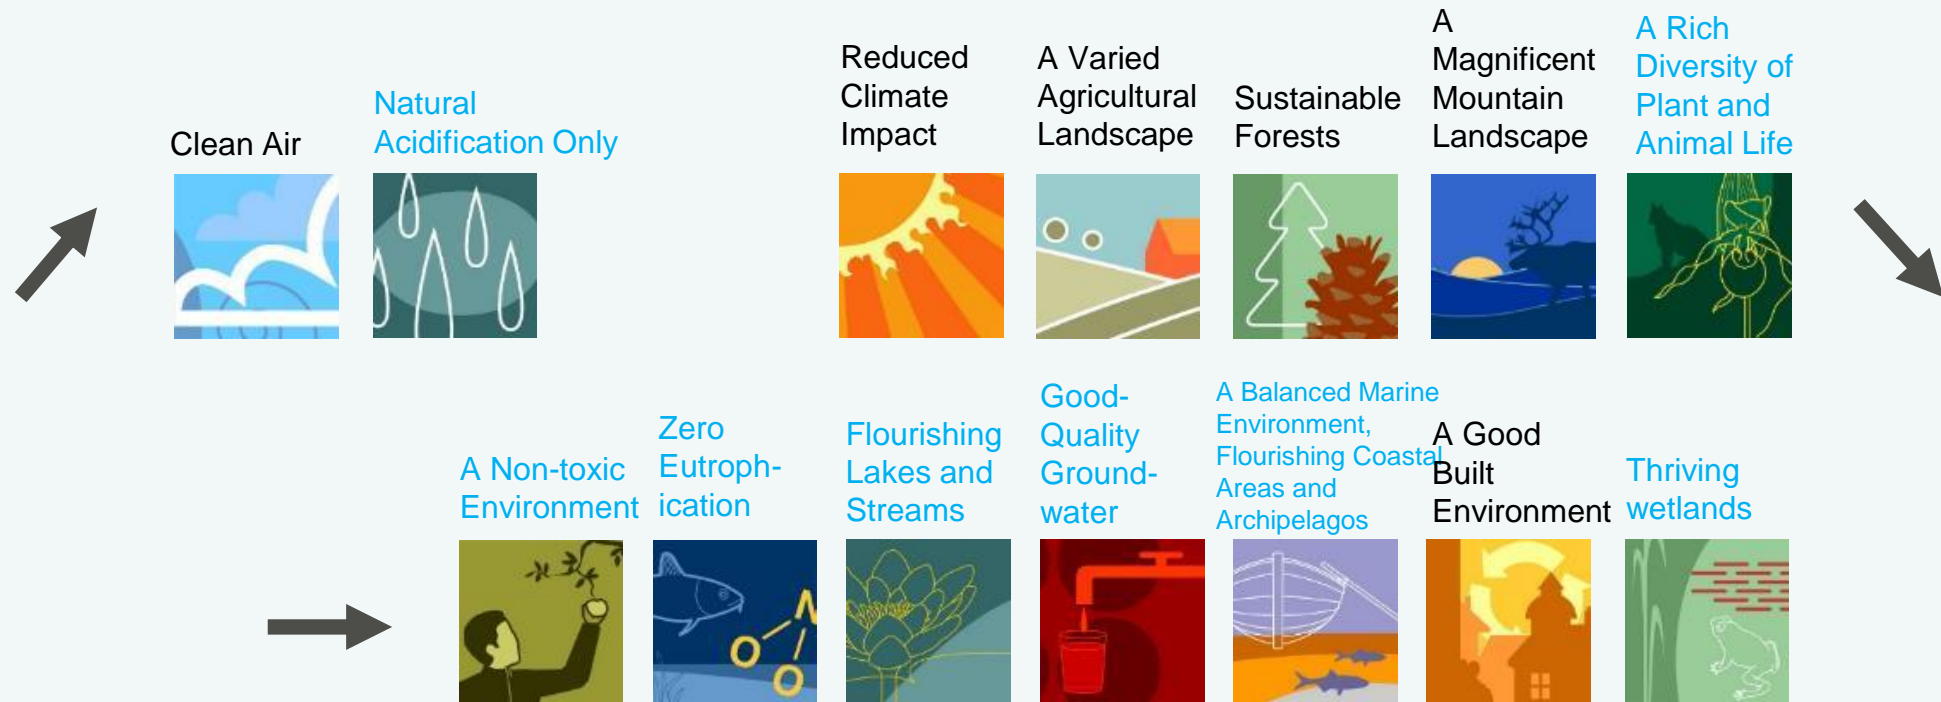 Clean Air
Natural
Acidification Only
Reduced
Climate
Impact
A Varied
Agricultural
Landscape
Sustainable
Forests
A
Magnificent
Mountain
Landscape
A Rich
Diversity of
Plant and
Animal Life
A Non-toxic
Environment
Zero
Eutroph-
ication
Flourishing
Lakes and
Streams
Good-
Quality
Ground-
water
A Balanced Marine
Environment,
Flourishing Coastal
Areas and
Archipelagos
A Good
Built
Environment
Thriving
wetlands
N
O
O